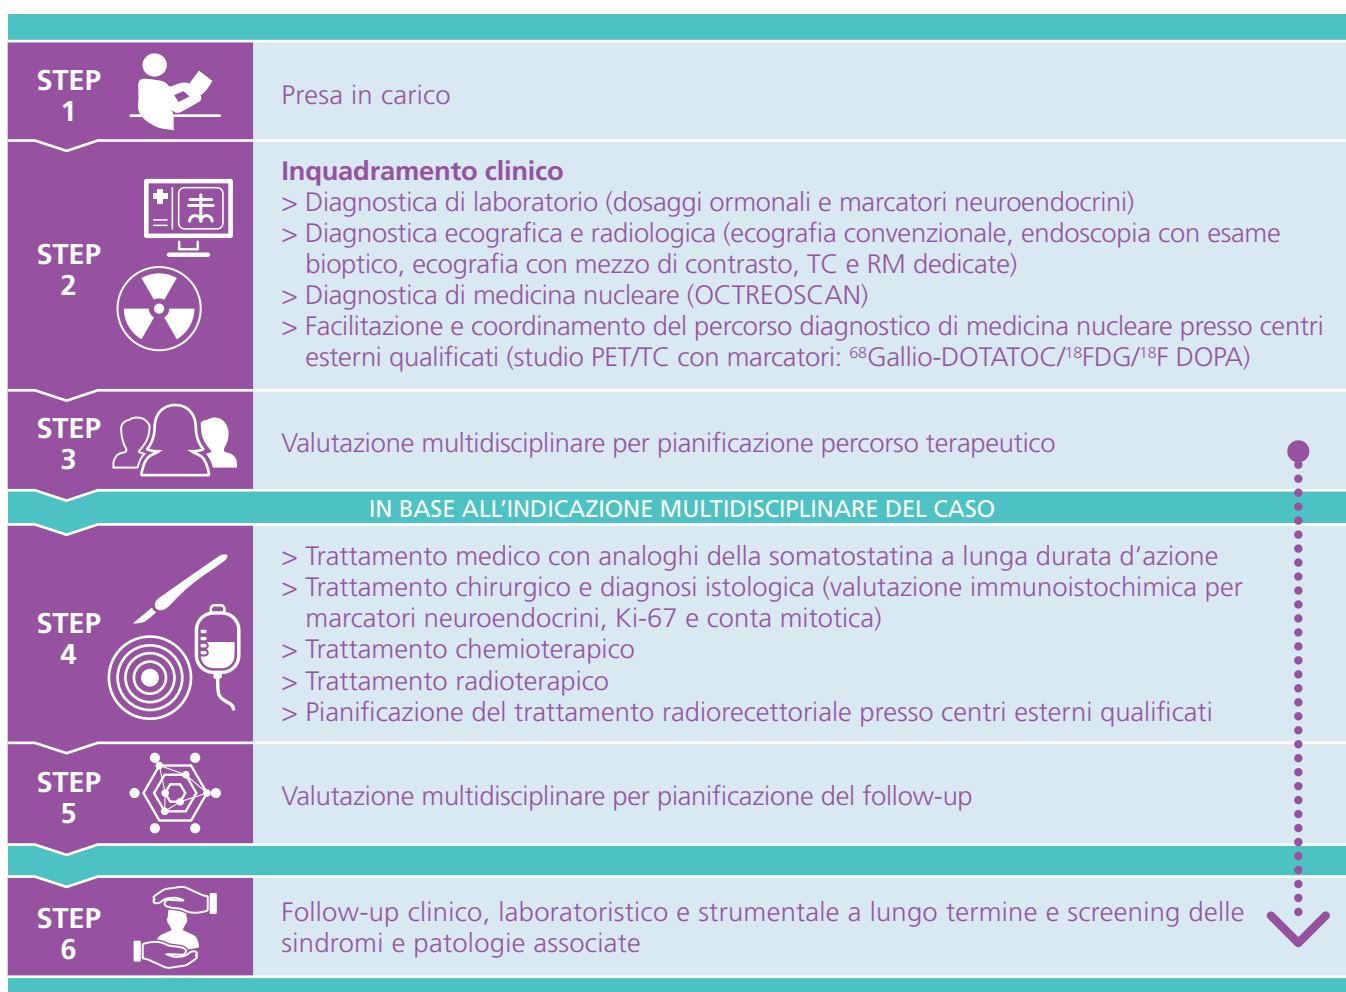 STEP
1
Presa in carico
STEP
2
Inquadramento clinico
> Diagnostica di laboratorio (dosaggi ormonali e marcatori neuroendocrini)
> Diagnostica ecografica e radiologica (ecografia convenzionale, endoscopia con esame
bioptico, ecografia con mezzo di contrasto, TC e RM dedicate)
> Diagnostica di medicina nucleare (OCTREOSCAN)
> Facilitazione e coordinamento del percorso diagnostico di medicina nucleare presso centri
esterni qualificati (studio PET/TC con marcatori: ⁶⁸Gallio-DOTATOC/¹⁸FDG/¹⁸F DOPA)
STEP
3
Valutazione multidisciplinare per pianificazione percorso terapeutico
IN BASE ALL’INDICAZIONE MULTIDISCIPLINARE DEL CASO
STEP
4
> Trattamento medico con analoghi della somatostatina a lunga durata d’azione
> Trattamento chirurgico e diagnosi istologica (valutazione immunoistochimica per
marcatori neuroendocrini, Ki-67 e conta mitotica)
> Trattamento chemioterapico
> Trattamento radioterapico
> Pianificazione del trattamento radiorecettoriale presso centri esterni qualificati
STEP
5
Valutazione multidisciplinare per pianificazione del follow-up
STEP
6
Follow-up clinico, laboratoristico e strumentale a lungo termine e screening delle
sindromi e patologie associate